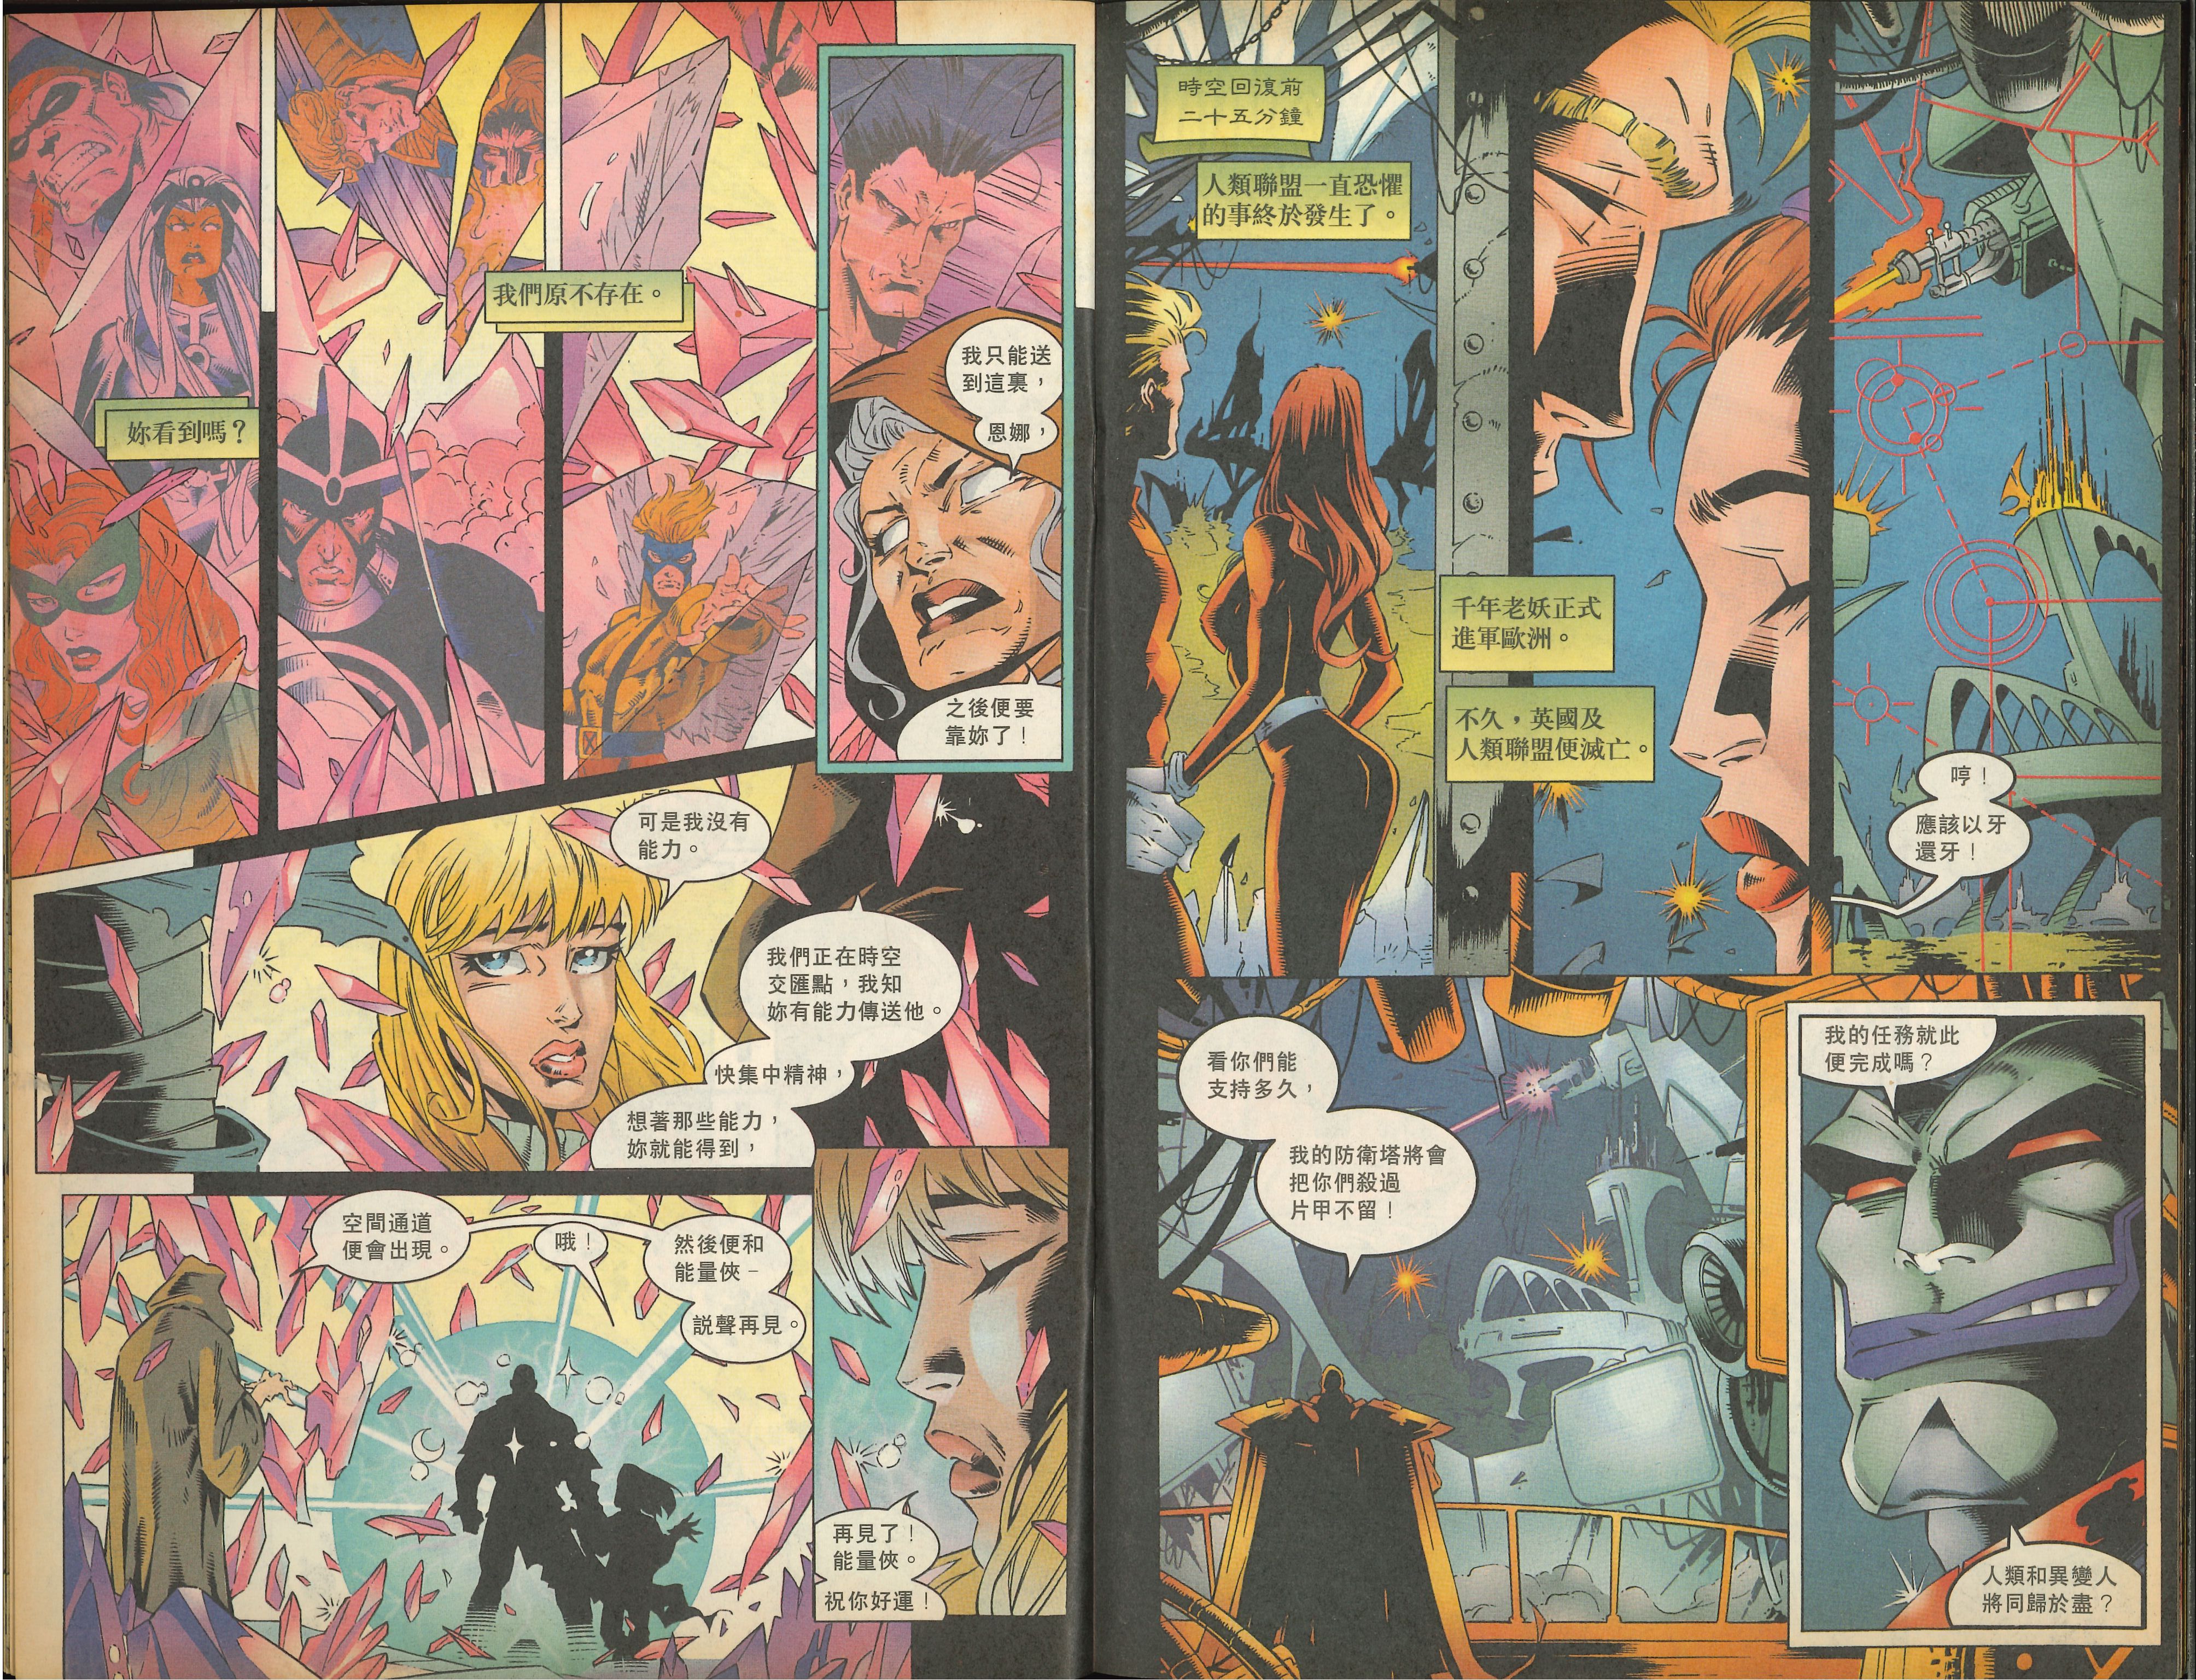 妳看到嗎？
我們原不存在。
我只能送
到這裏，
恩娜，
之後便要
靠妳了！
可是我沒有
能力。
我們正在時空
交匯點，我知
妳有能力傳送他。
快集中精神，
想著那些能力，
妳就能得到，
空間通道
便會出現。
哦！
然後便和
能量俠–
説聲再見。
再見了！
能量俠。
祝你好運！
時空回復前
二十五分鐘
人類聯盟一直恐懼
的事終於發生了。
千年老妖正式
進軍歐洲。
不久，英國及
人類聯盟便滅亡。
哼！
應該以牙
還牙！
看你們能
支持多久，
我的防衛塔將會
把你們殺過
片甲不留！
我的任務就此
便完成嗎？
人類和異變人
將同歸於盡？